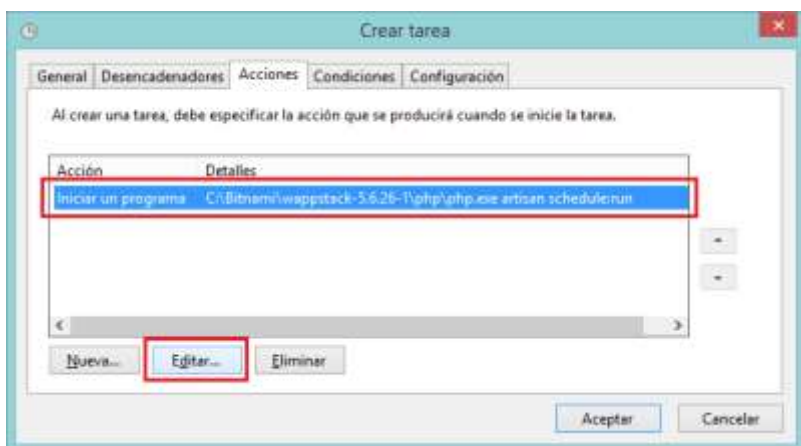 Crear tarea
General Desencadenadores Acciones Condiciones Configuración
Al crear una tarea, debe especificar la acción que se producirá cuando se inicie la tarea.
Acción Detalles
Iniciar un programa C:\Bitnami\wappstack-5.6.26-1\php\php.exe artisan schedule:run
Nueva... Editar... Eliminar
Aceptar Cancelar